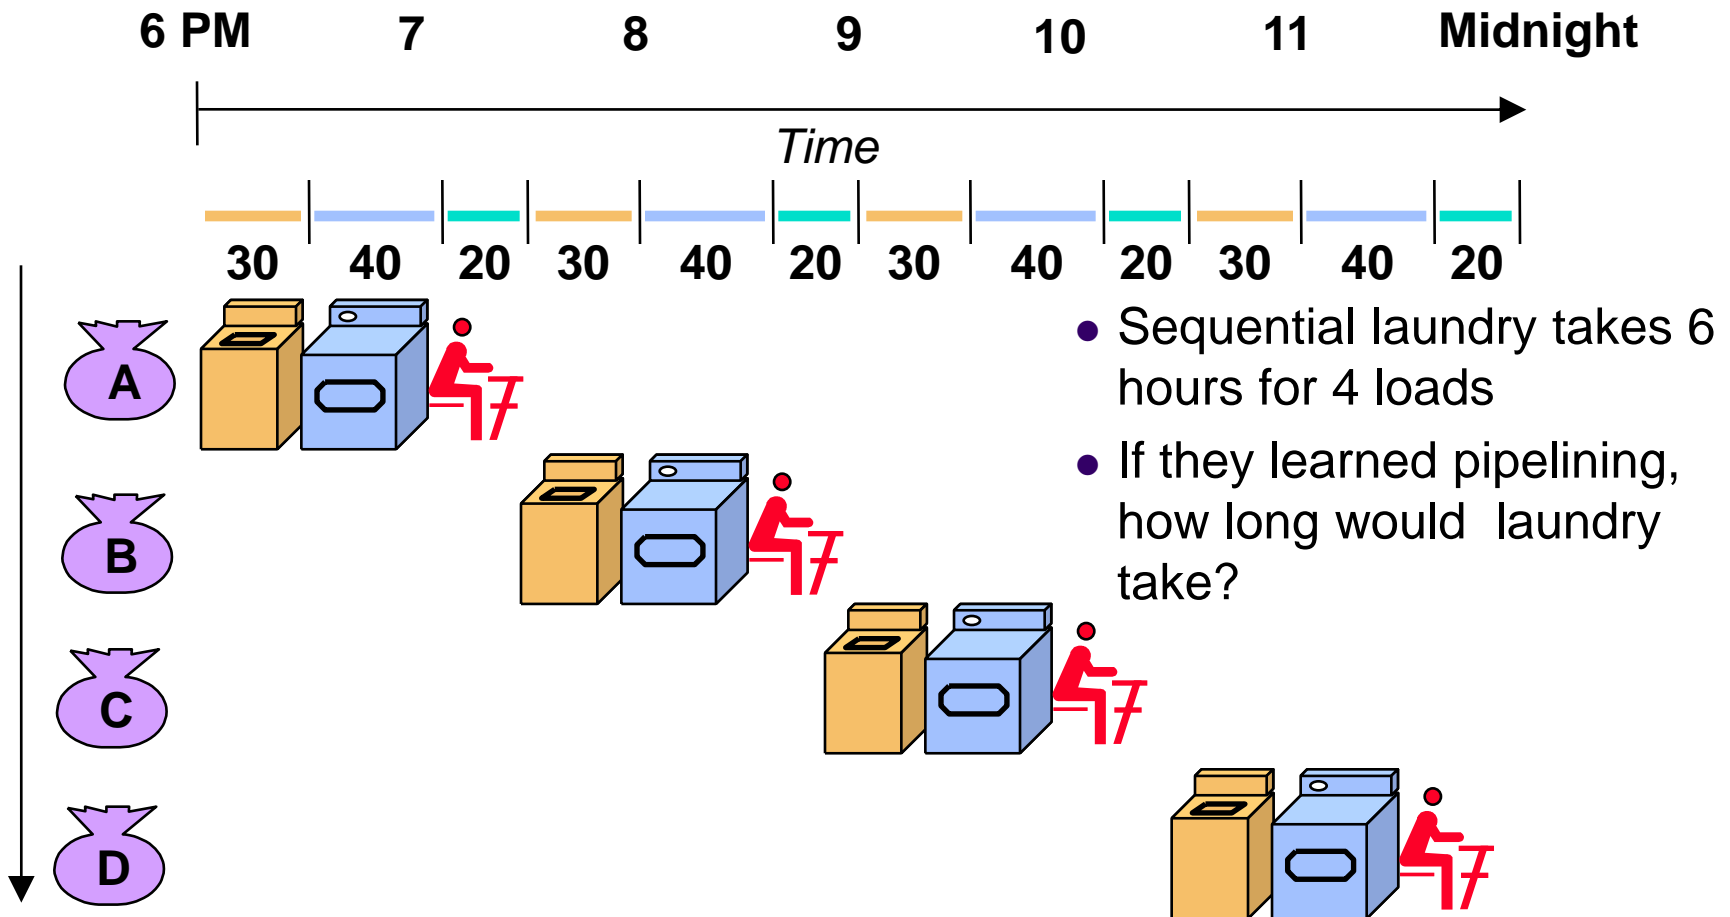 6 PM 7 8 9 10 11 Midnight
Time
30 40 20 30 40 20 30 40 20 30 40 20
A
B
C
D
● Sequential laundry takes 6
hours for 4 loads
● If they learned pipelining,
how long would laundry
take?